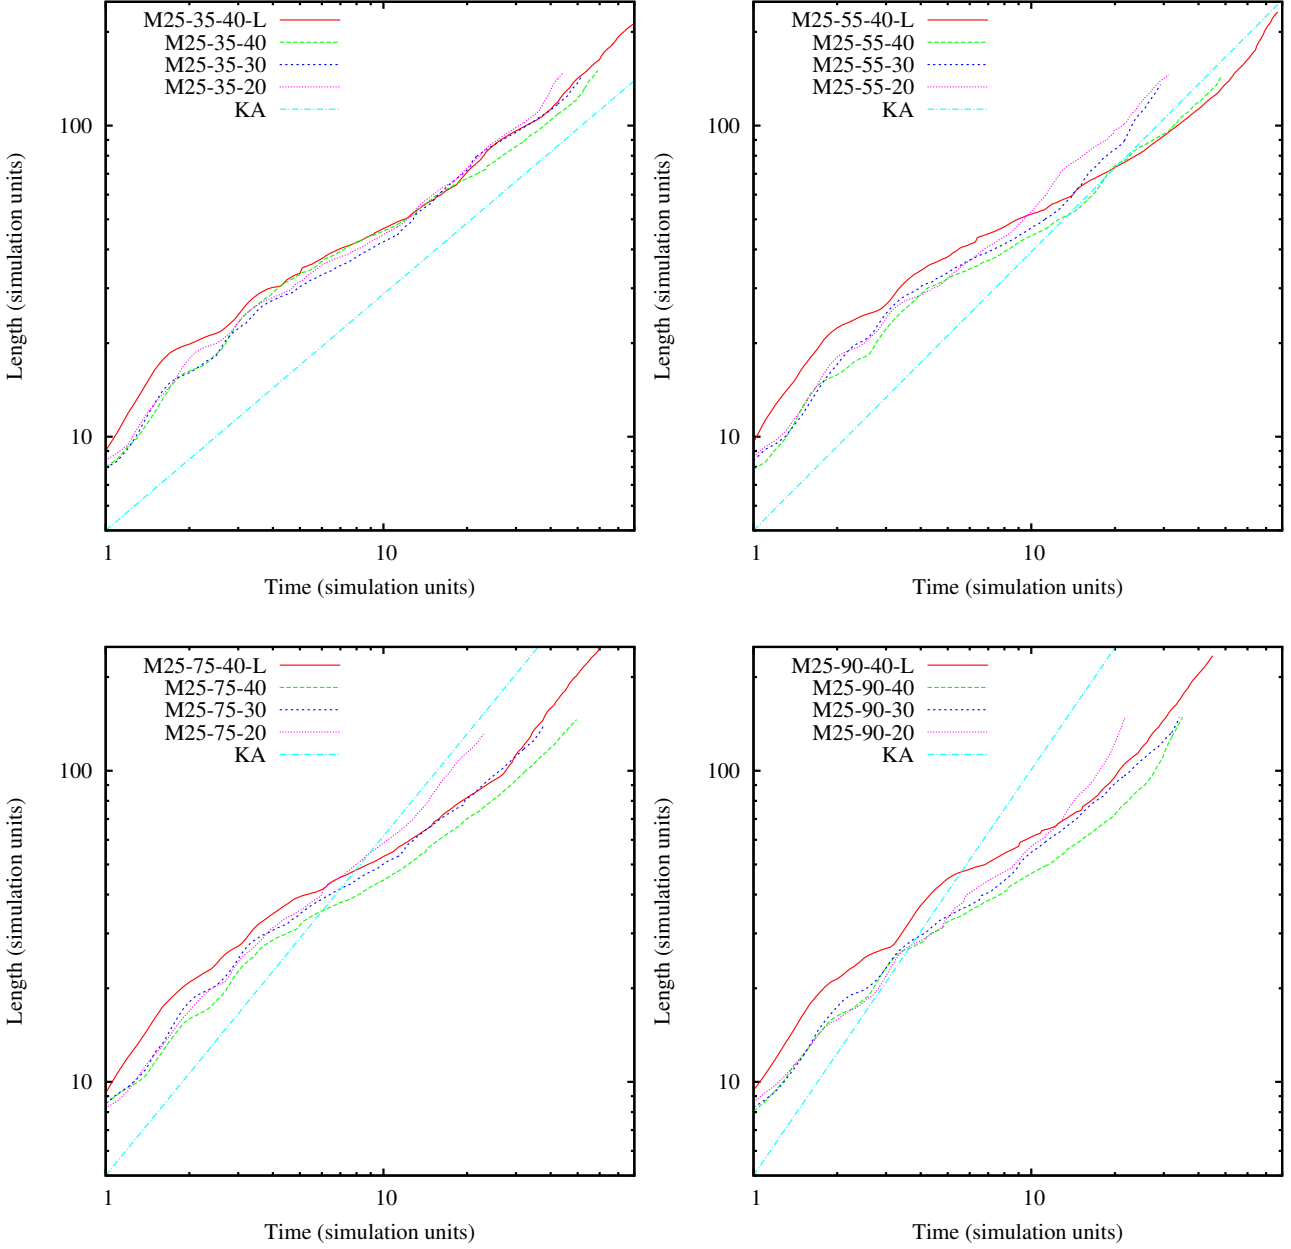 M25-35-40-L
M25-35-40
M25-35-30
M25-35-20
KA
100
10
1
10
Length (simulation units)
Time (simulation units)
M25-55-40-L
M25-55-40
M25-55-30
M25-55-20
KA
100
10
1
10
Length (simulation units)
Time (simulation units)
M25-75-40-L
M25-75-40
M25-75-30
M25-75-20
KA
100
10
1
10
Length (simulation units)
Time (simulation units)
M25-90-40-L
M25-90-40
M25-90-30
M25-90-20
KA
100
10
1
10
Length (simulation units)
Time (simulation units)